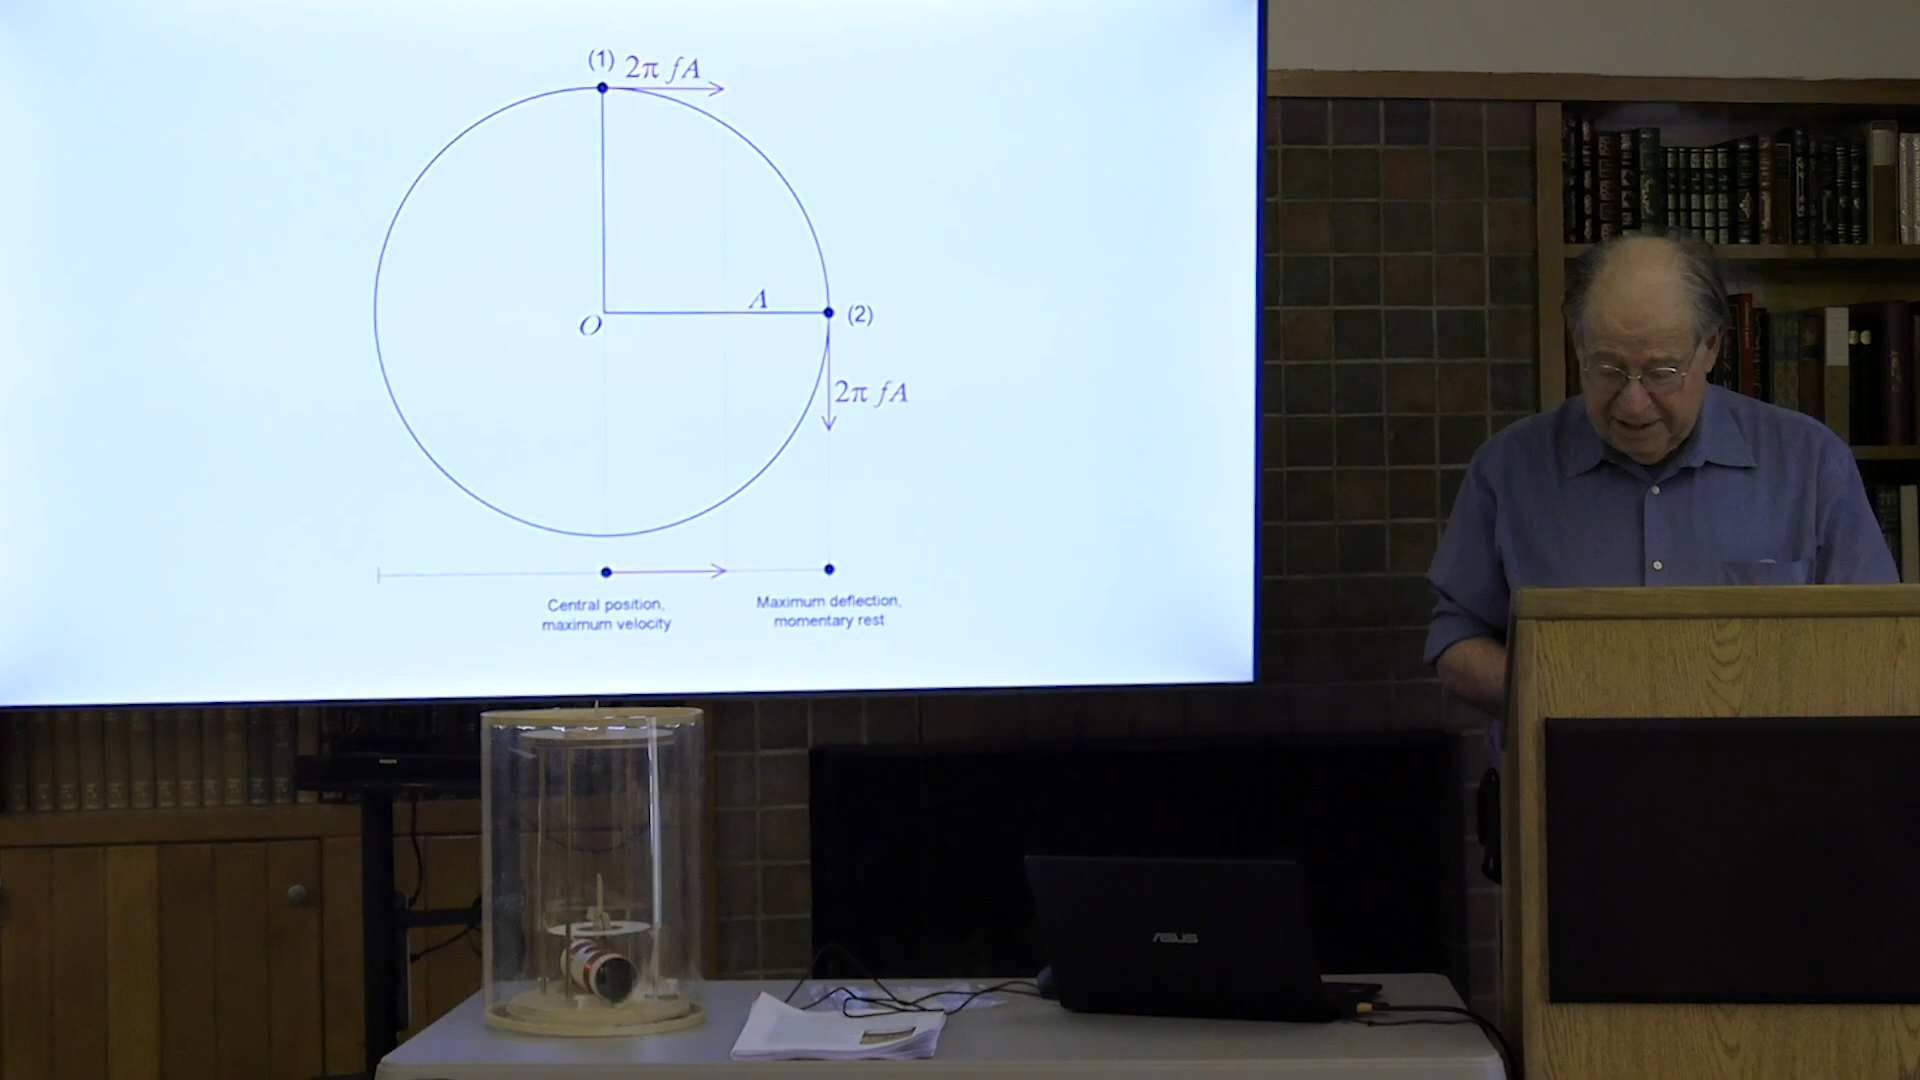 (1) 2π fA
A
(2)
O
2π fA
Central position,
maximum velocity
Maximum deflection,
momentary rest
ASUS